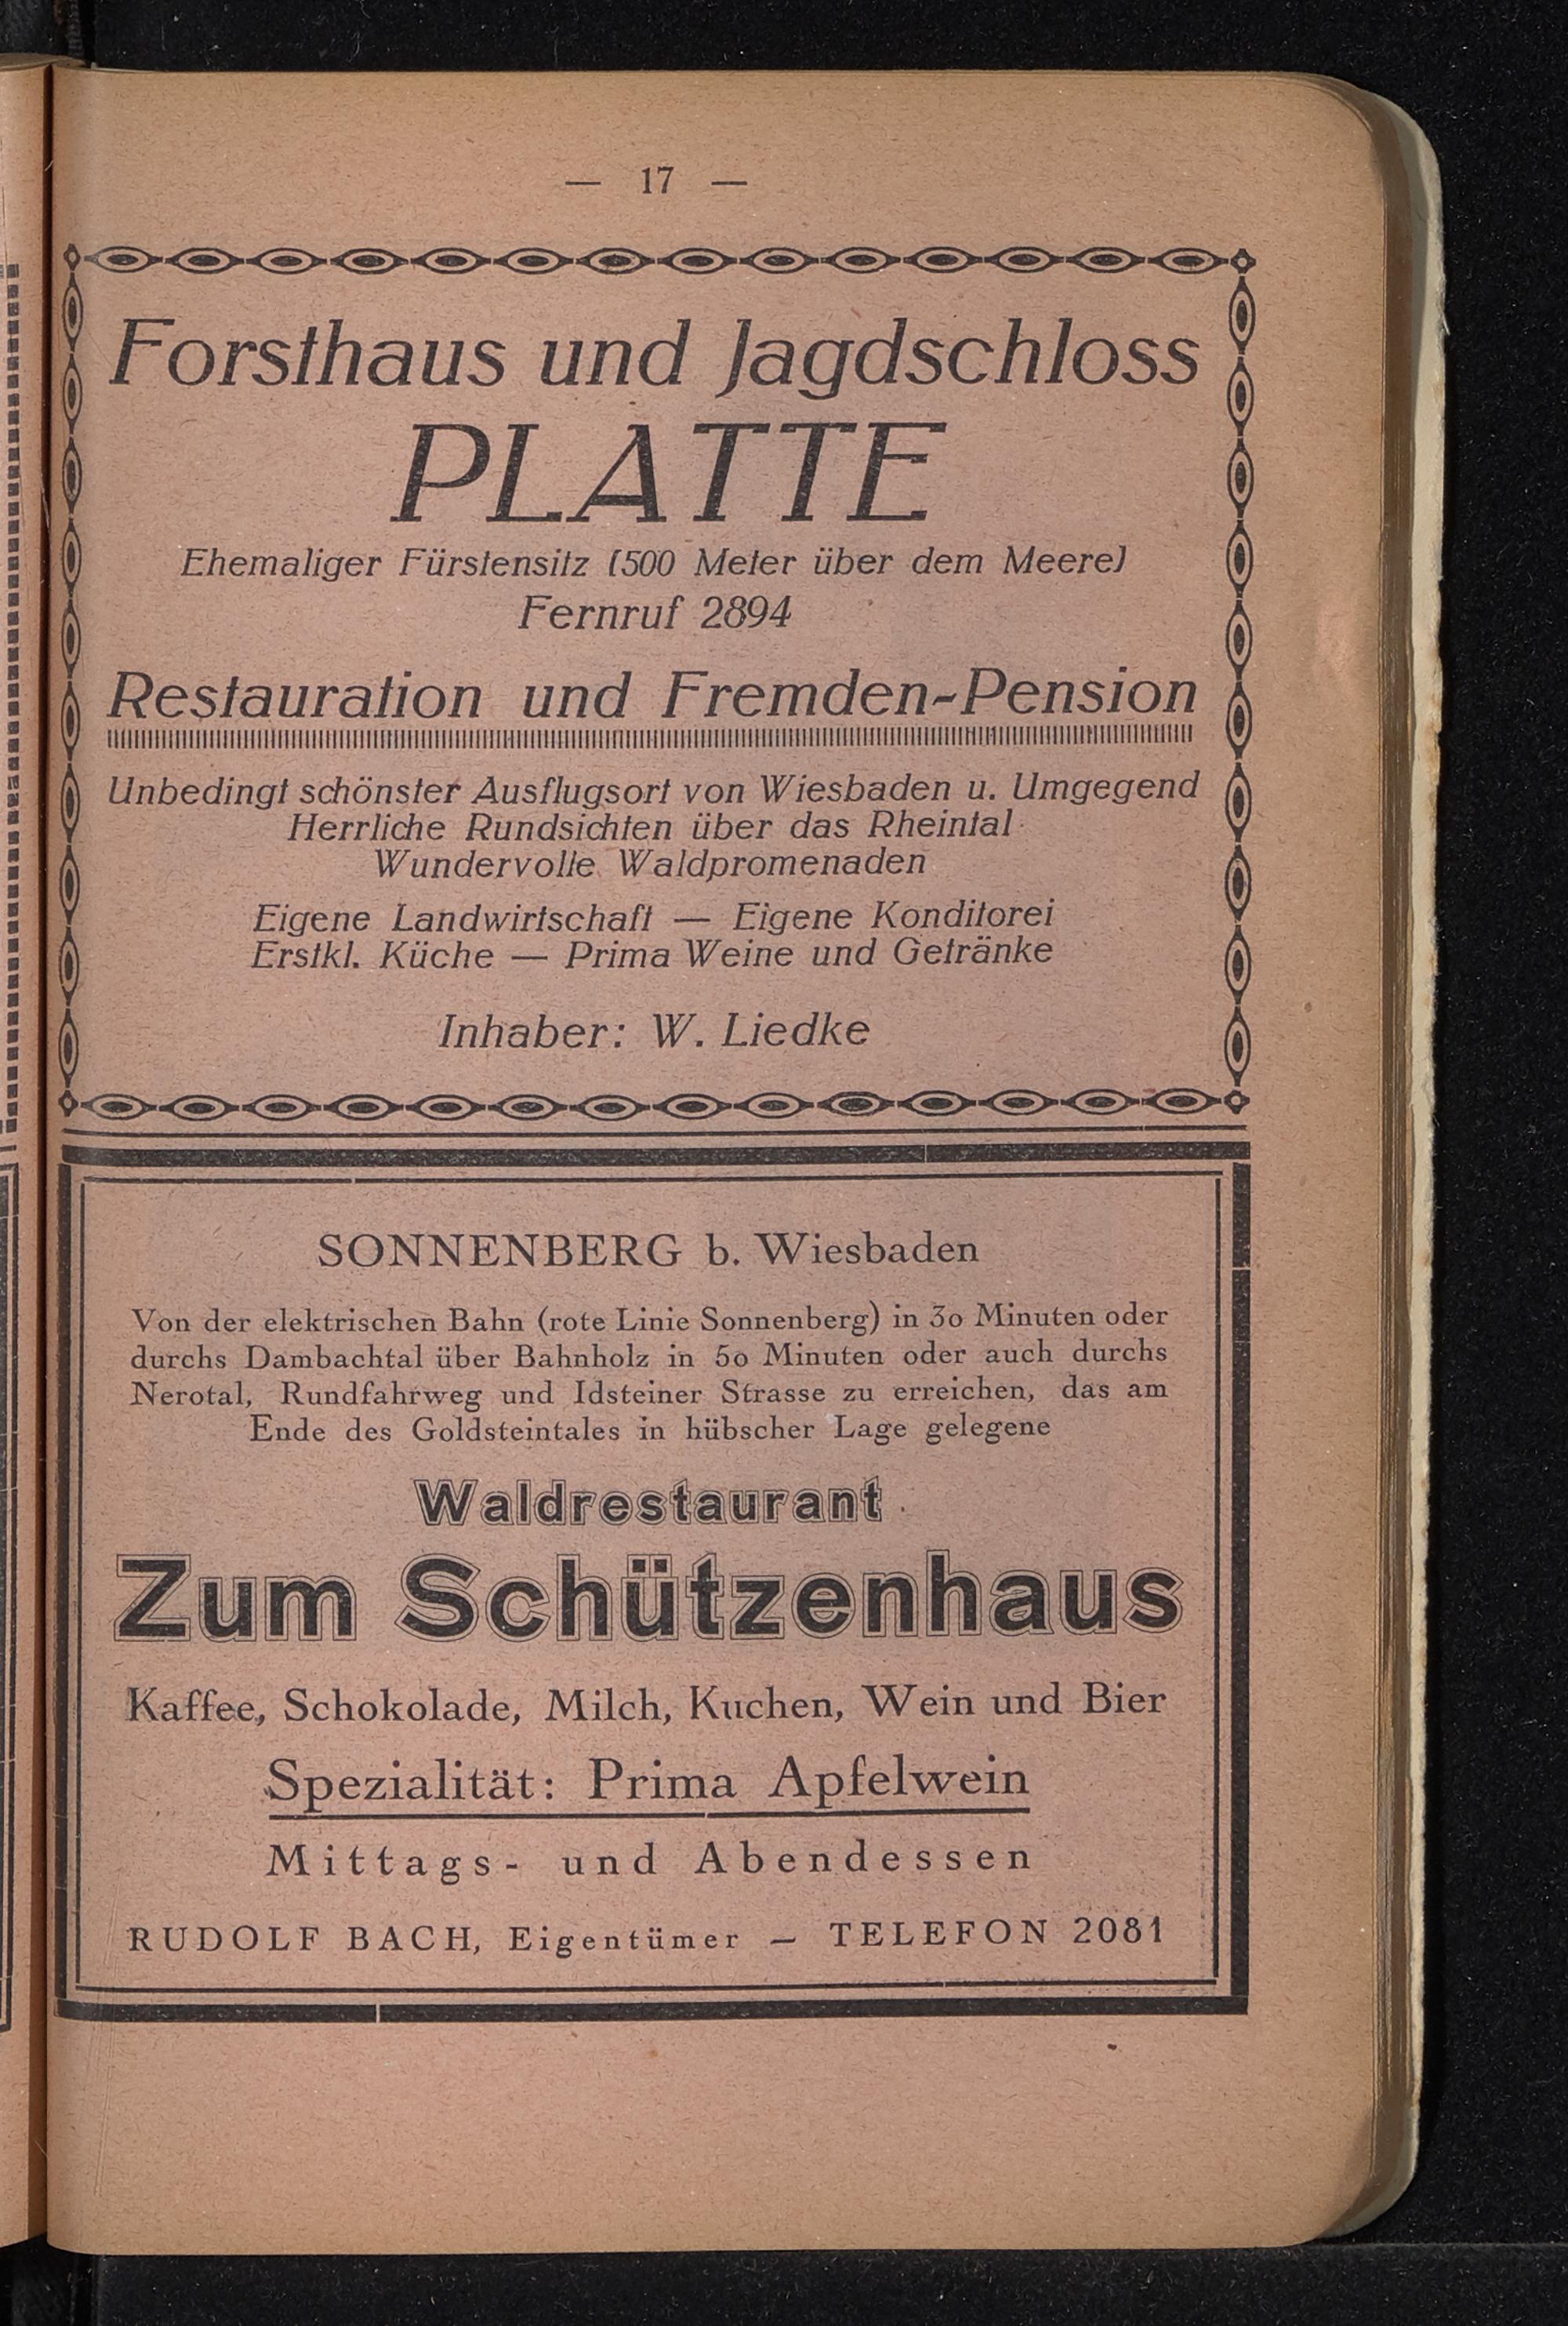 — 17 —
Forsthaus und Jagdschloss
PLATTE
Ehemaliger Fürstensitz (500 Meter über dem Meere)
Fernruf 2894
Restauration und Fremden-Pension
Unbedingt schönster Ausflugsort von Wiesbaden u. Umgegend
Herrliche Rundsichten über das Rheintal
Wundervolle Waldpromenaden
Eigene Landwirtschaft — Eigene Konditorei
Erstkl. Küche — Prima Weine und Getränke
Inhaber: W. Liedke
SONNENBERG b. Wiesbaden
Von der elektrischen Bahn (rote Linie Sonnenberg) in 30 Minuten oder
durchs Dambachtal über Bahnholz in 50 Minuten oder auch durchs
Nerotal, Rundfahrweg und Idsteiner Strasse zu erreichen, das am
Ende des Goldsteintales in hübscher Lage gelegene
Waldrestaurant
Zum Schützenhaus
Kaffee, Schokolade, Milch, Kuchen, Wein und Bier
Spezialität: Prima Apfelwein
Mittags- und Abendessen
RUDOLF BACH, Eigentümer — TELEFON 2081